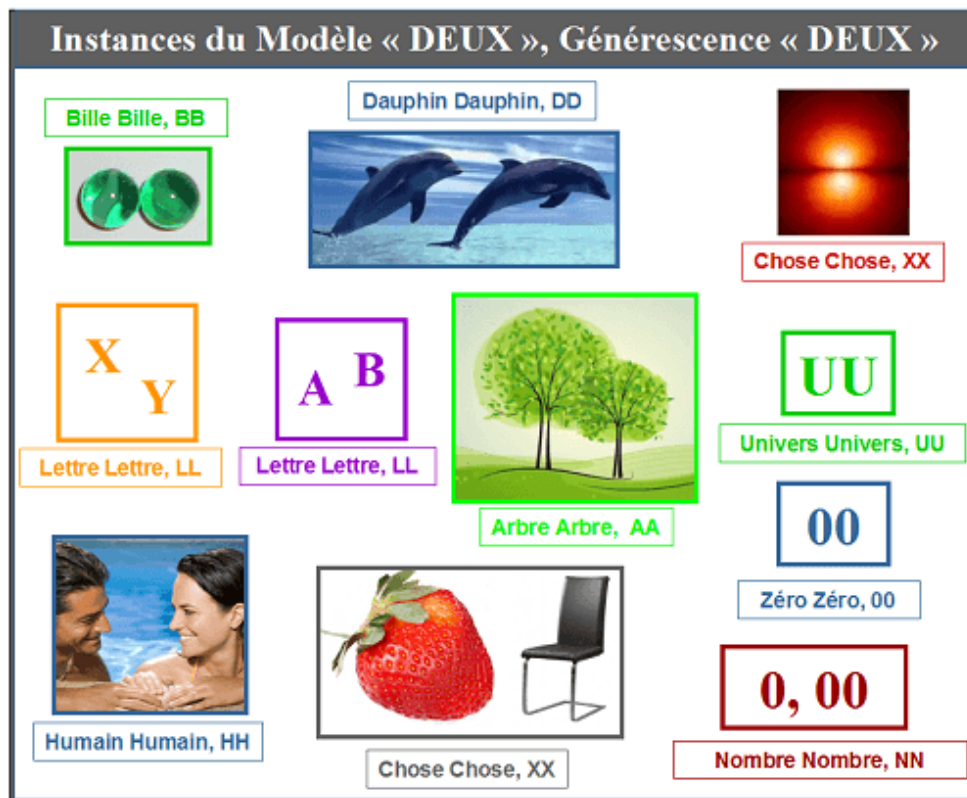 Instances du Modèle « DEUX », Générescence « DEUX »
Bille Bille, BB
Dauphin Dauphin, DD
Chose Chose, XX
X
Y
Lettre Lettre, LL
A
B
Lettre Lettre, LL
Arbre Arbre, AA
UU
Univers Univers, UU
00
Zéro Zéro, 00
Humain Humain, HH
Chose Chose, XX
0, 00
Nombre Nombre, NN